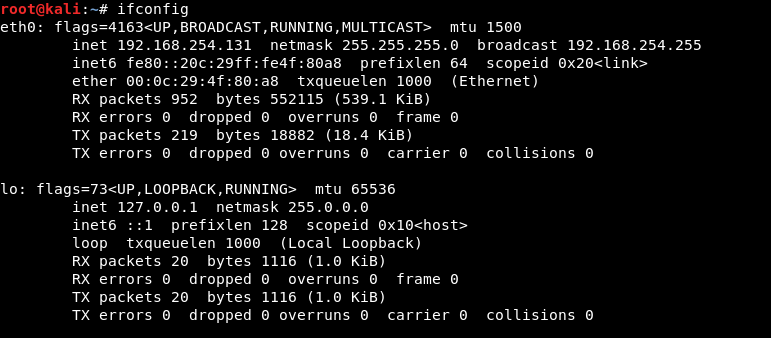 root@kali:~# ifconfig
eth0: flags=4163<UP,BROADCAST,RUNNING,MULTICAST>  mtu 1500
        inet 192.168.254.131  netmask 255.255.255.0  broadcast 192.168.254.255
        inet6 fe80::20c:29ff:fe4f:80a8  prefixlen 64  scopeid 0x20<link>
        ether 00:0c:29:4f:80:a8  txqueuelen 1000  (Ethernet)
        RX packets 952  bytes 552115 (539.1 KiB)
        RX errors 0  dropped 0  overruns 0  frame 0
        TX packets 219  bytes 18882 (18.4 KiB)
        TX errors 0  dropped 0 overruns 0  carrier 0  collisions 0

lo: flags=73<UP,LOOPBACK,RUNNING>  mtu 65536
        inet 127.0.0.1  netmask 255.0.0.0
        inet6 ::1  prefixlen 128  scopeid 0x10<host>
        loop  txqueuelen 1000  (Local Loopback)
        RX packets 20  bytes 1116 (1.0 KiB)
        RX errors 0  dropped 0  overruns 0  frame 0
        TX packets 20  bytes 1116 (1.0 KiB)
        TX errors 0  dropped 0 overruns 0  carrier 0  collisions 0